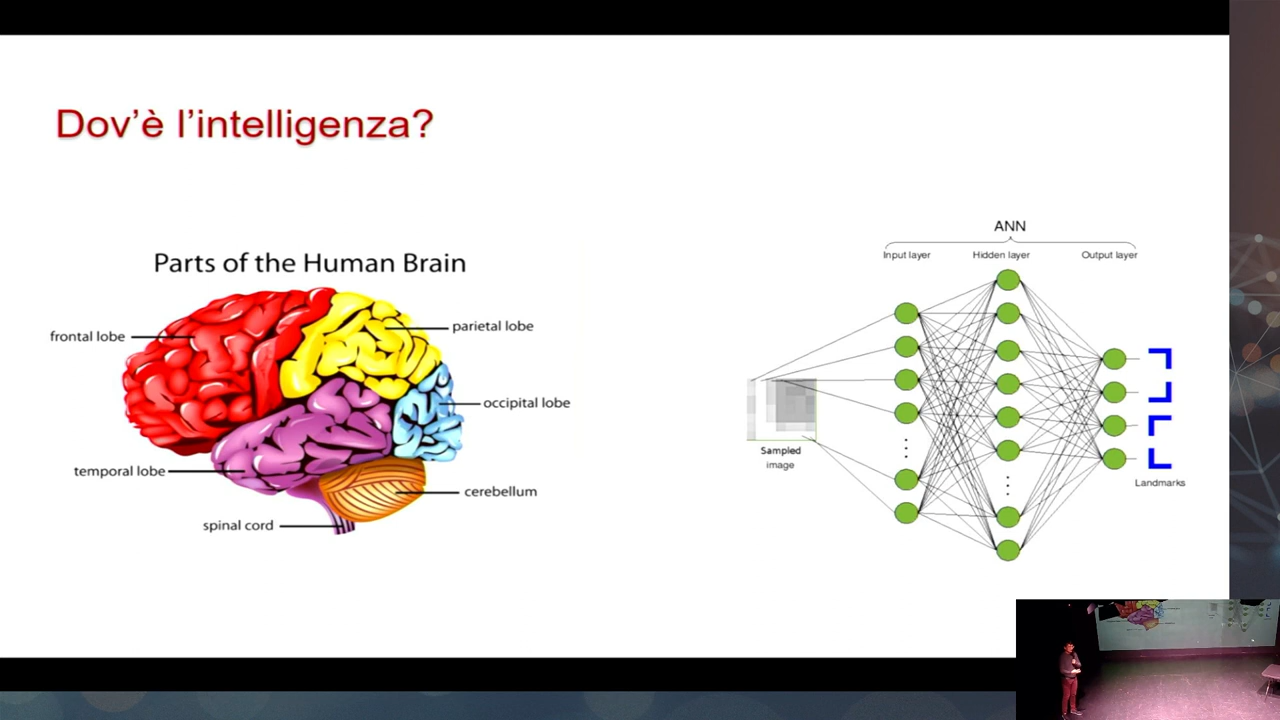 Dov'è l'intelligenza?
Parts of the Human Brain
frontal lobe
parietal lobe
occipital lobe
temporal lobe
cerebellum
spinal cord
ANN
Input layer
Hidden layer
Output layer
Sampled
image
Landmarks